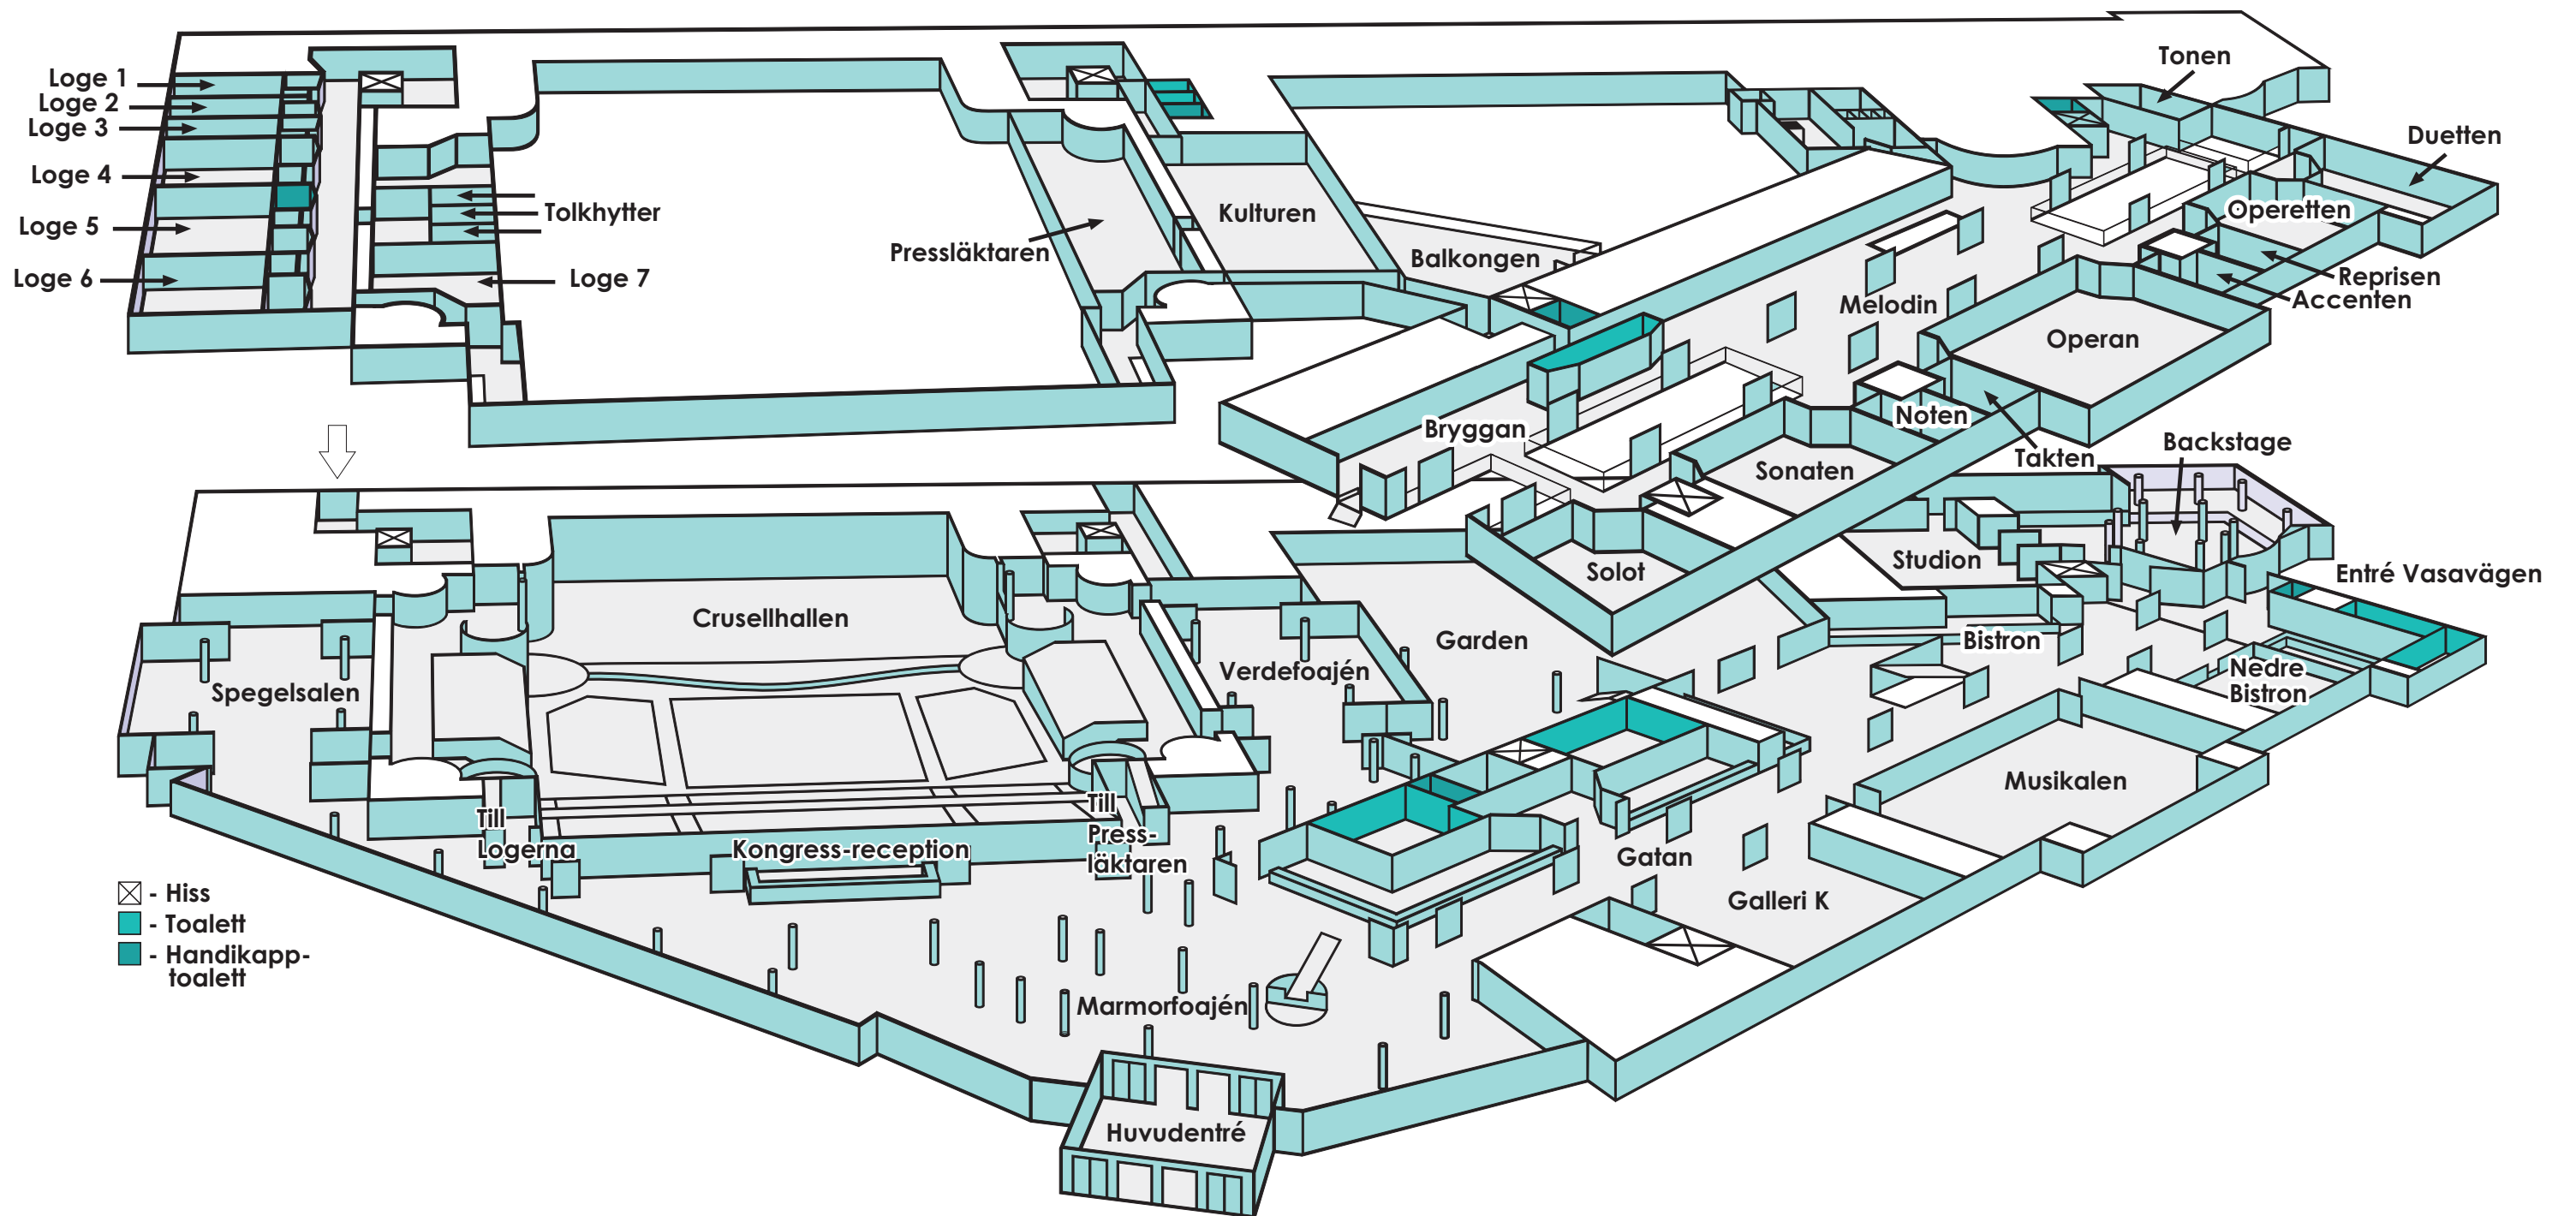 Loge 1
Loge 2
Loge 3
Loge 4
Loge 5
Loge 6
Tolkhytter
Loge 7
Pressläktaren
Kulturen
Balkongen
Tonen
Duetten
Operetten
Reprisen
Accenten
Melodin
Operan
Noten
Takten
Bryggan
Sonaten
Solot
Backstage
Studion
Entré Vasavägen
Crusellhallen
Spegelsalen
Verdefoajén
Garden
Bistron
Nedre
Bistron
Musikalen
Till
Logerna
Kongress-reception
Till
Press-
läktaren
Gatan
Galleri K
Marmorfoajén
Huvudentré
- Hiss
- Toalett
- Handikapp-
toalett